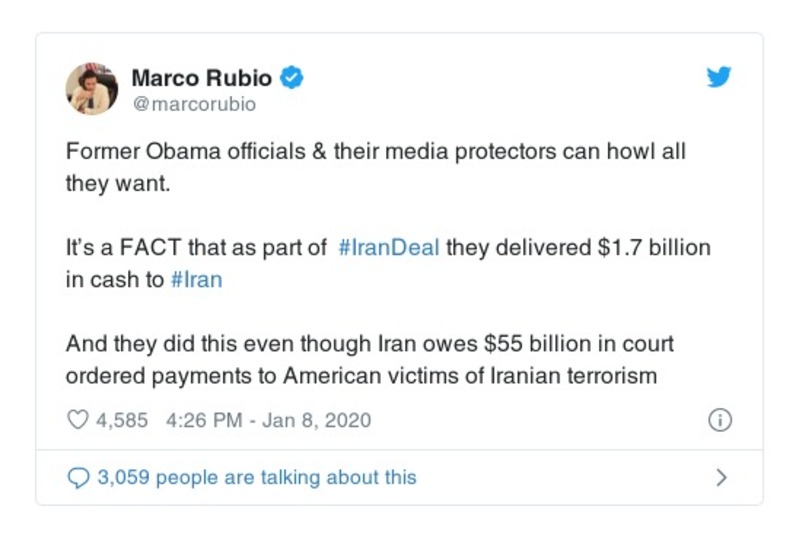 Marco Rubio
@marcorubio
Former Obama officials & their media protectors can howl all
they want.
It's a FACT that as part of #IranDeal they delivered $1.7 billion
in cash to #Iran
And they did this even though Iran owes $55 billion in court
ordered payments to American victims of Iranian terrorism
4,585 4:26 PM - Jan 8, 2020
3,059 people are talking about this